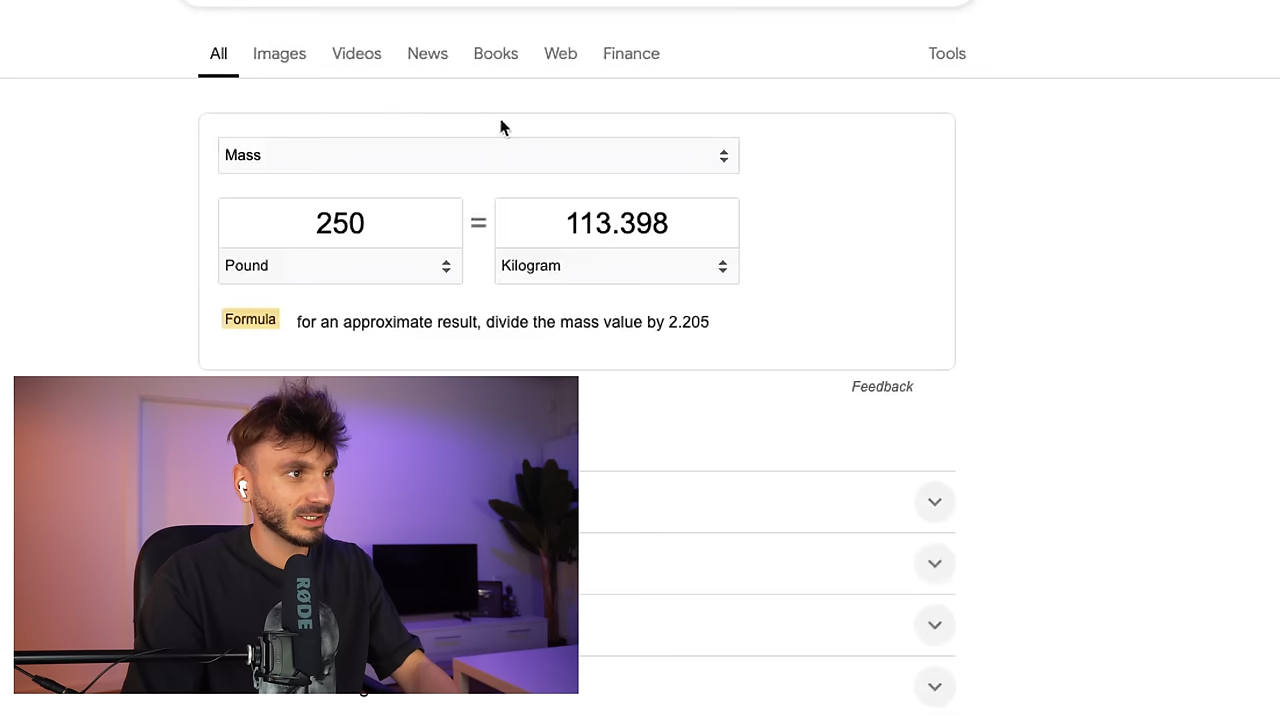 All Images Videos News Books Web Finance Tools
Mass
250 = 113.398
Pound Kilogram
Formula for an approximate result, divide the mass value by 2.205
Feedback
RØDE